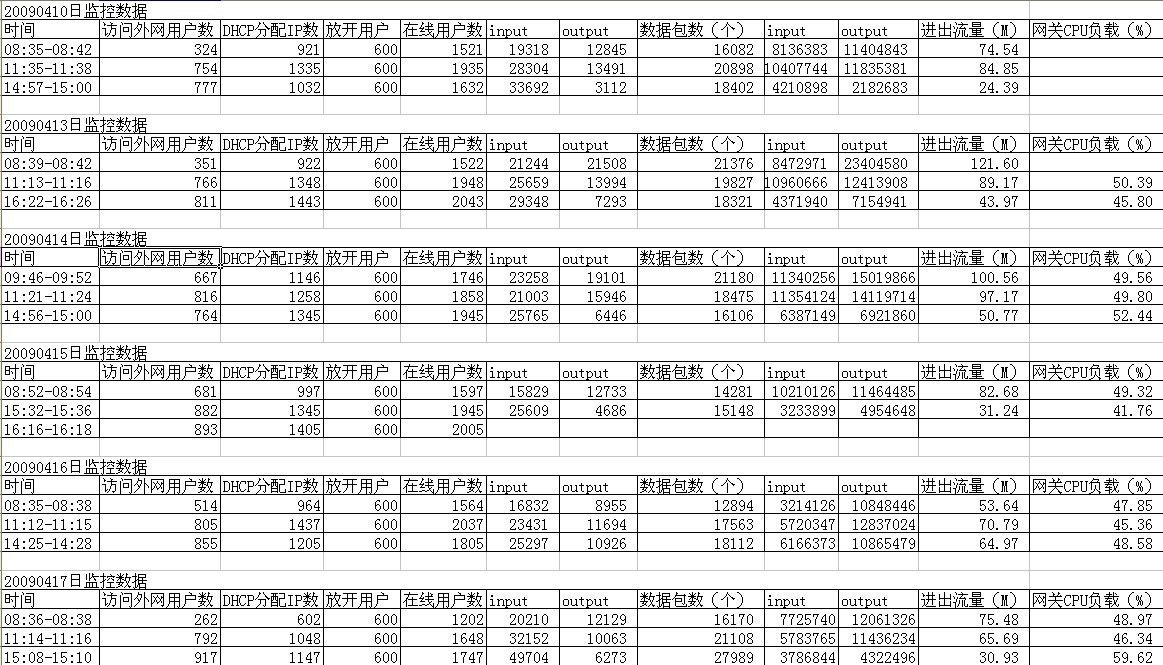 20090410日监控数据
时间 访问外网用户数 DHCP分配IP数 放开用户 在线用户数 input output 数据包数（个） input output 进出流量（M） 网关CPU负载（%）
08:35-08:42 324 921 600 1521 19318 12845 16082 8136383 11404843 74.54
11:35-11:38 754 1335 600 1935 28304 13491 20898 10407744 11835381 84.85
14:57-15:00 777 1032 600 1632 33692 3112 18402 4210898 2182683 24.39
20090413日监控数据
时间 访问外网用户数 DHCP分配IP数 放开用户 在线用户数 input output 数据包数（个） input output 进出流量（M） 网关CPU负载（%）
08:39-08:42 351 922 600 1522 21244 21508 21376 8472971 23404580 121.60
11:13-11:16 766 1348 600 1948 25659 13994 19827 10960666 12413908 89.17 50.39
16:22-16:26 811 1443 600 2043 29348 7293 18321 4371940 7154941 43.97 45.80
20090414日监控数据
时间 访问外网用户数 DHCP分配IP数 放开用户 在线用户数 input output 数据包数（个） input output 进出流量（M） 网关CPU负载（%）
09:46-09:52 667 1146 600 1746 23258 19101 21180 11340256 15019866 100.56 49.56
11:21-11:24 816 1258 600 1858 21003 15946 18475 11354124 14119714 97.17 49.80
14:56-15:00 764 1345 600 1945 25765 6446 16106 6387149 6921860 50.77 52.44
20090415日监控数据
时间 访问外网用户数 DHCP分配IP数 放开用户 在线用户数 input output 数据包数（个） input output 进出流量（M） 网关CPU负载（%）
08:52-08:54 681 997 600 1597 15829 12733 14281 10210126 11464485 82.68 49.32
15:32-15:36 882 1345 600 1945 25609 4686 15148 3233899 4954648 31.24 41.76
16:16-16:18 893 1405 600 2005
20090416日监控数据
时间 访问外网用户数 DHCP分配IP数 放开用户 在线用户数 input output 数据包数（个） input output 进出流量（M） 网关CPU负载（%）
08:35-08:38 514 964 600 1564 16832 8955 12894 3214126 10848446 53.64 47.85
11:12-11:15 805 1437 600 2037 23431 11694 17563 5720347 12837024 70.79 45.36
14:25-14:28 855 1205 600 1805 25297 10926 18112 6166373 10865479 64.97 48.58
20090417日监控数据
时间 访问外网用户数 DHCP分配IP数 放开用户 在线用户数 input output 数据包数（个） input output 进出流量（M） 网关CPU负载（%）
08:36-08:38 262 602 600 1202 20210 12129 16170 7725740 12061326 75.48 48.97
11:14-11:16 792 1048 600 1648 32152 10063 21108 5783765 11436234 65.69 46.34
15:08-15:10 917 1147 600 1747 49704 6273 27989 3786844 4322496 30.93 59.62